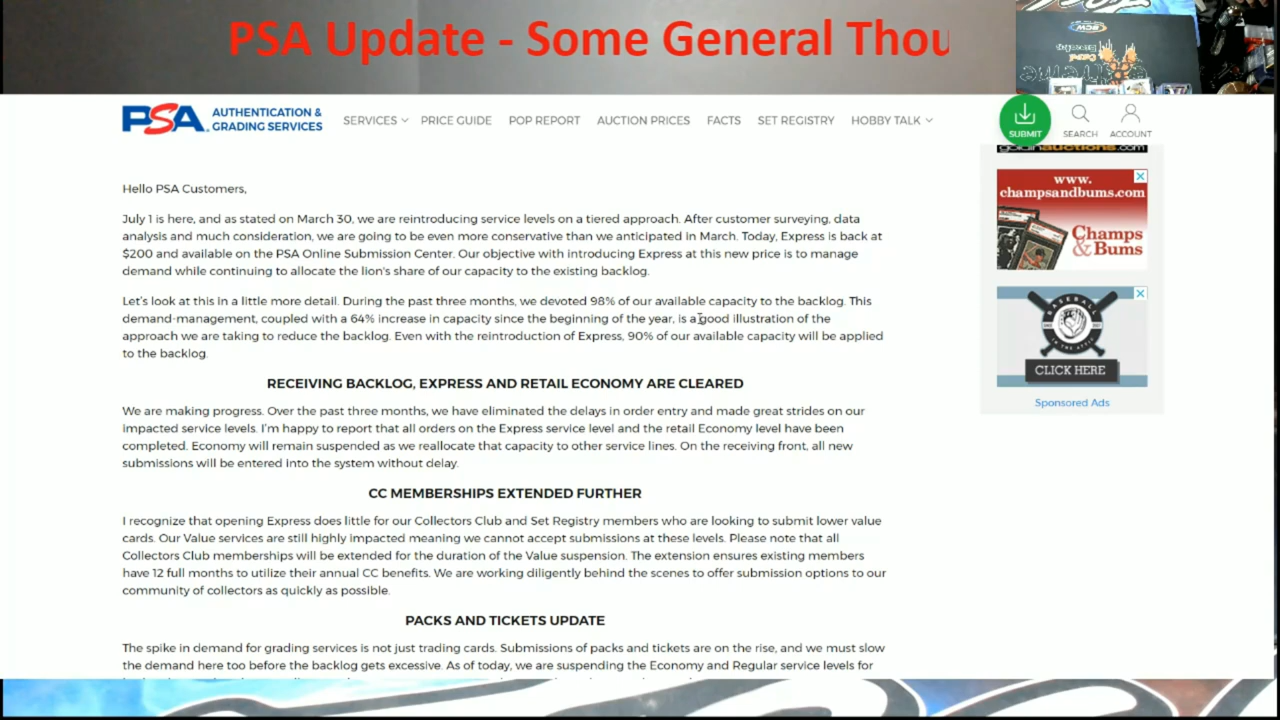 PSA Update - Some General Thou
PSA AUTHENTICATION &
GRADING SERVICES
SERVICES
PRICE GUIDE
POP REPORT
AUCTION PRICES
FACTS
SET REGISTRY
HOBBY TALK
SUBMIT
SEARCH
ACCOUNT
Hello PSA Customers,
July 1 is here, and as stated on March 30, we are reintroducing service levels on a tiered approach. After customer surveying, data
analysis and much consideration, we are going to be even more conservative than we anticipated in March. Today, Express is back at
$200 and available on the PSA Online Submission Center. Our objective with introducing Express at this new price is to manage
demand while continuing to allocate the lion's share of our capacity to the existing backlog.
Let's look at this in a little more detail. During the past three months, we devoted 98% of our available capacity to the backlog. This
demand-management, coupled with a 64% increase in capacity since the beginning of the year, is a good illustration of the
approach we are taking to reduce the backlog. Even with the reintroduction of Express, 90% of our available capacity will be applied
to the backlog.
RECEIVING BACKLOG, EXPRESS AND RETAIL ECONOMY ARE CLEARED
We are making progress. Over the past three months, we have eliminated the delays in order entry and made great strides on our
impacted service levels. I'm happy to report that all orders on the Express service level and the retail Economy level have been
completed. Economy will remain suspended as we reallocate that capacity to other service lines. On the receiving front, all new
submissions will be entered into the system without delay.
CC MEMBERSHIPS EXTENDED FURTHER
I recognize that opening Express does little for our Collectors Club and Set Registry members who are looking to submit lower value
cards. Our Value services are still highly impacted meaning we cannot accept submissions at these levels. Please note that all
Collectors Club memberships will be extended for the duration of the Value suspension. The extension ensures existing members
have 12 full months to utilize their annual CC benefits. We are working diligently behind the scenes to offer submission options to our
community of collectors as quickly as possible.
PACKS AND TICKETS UPDATE
The spike in demand for grading services is not just trading cards. Submissions of packs and tickets are on the rise, and we must slow
the demand here too before the backlog gets excessive. As of today, we are suspending the Economy and Regular service levels for
goldinauctions.com
www.
champsandbums.com
Champs
& Bums
BASEBALL
IN THE ATTIC
CLICK HERE
Sponsored Ads